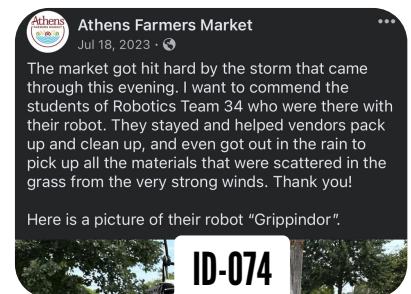 Athens
FARMERS MARKET
Athens Farmers Market
Jul 18, 2023 ·
The market got hit hard by the storm that came
through this evening. I want to commend the
students of Robotics Team 34 who were there with
their robot. They stayed and helped vendors pack
up and clean up, and even got out in the rain to
pick up all the materials that were scattered in the
grass from the very strong winds. Thank you!
Here is a picture of their robot “Grippindor”.
ID-074